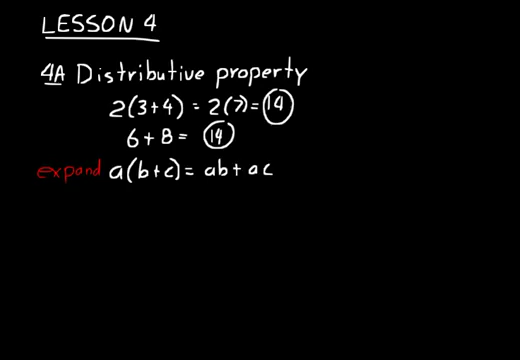 LESSON 4
4A Distributive property
2(3+4) = 2(7) = 14
6 + 8 = 14
expand a(b+c) = ab + ac